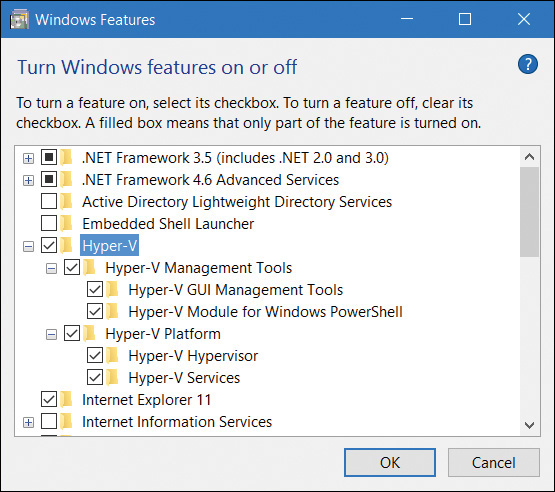 Windows Features
Turn Windows features on or off
?
To turn a feature on, select its checkbox. To turn a feature off, clear its
checkbox. A filled box means that only part of the feature is turned on.
.NET Framework 3.5 (includes .NET 2.0 and 3.0)
.NET Framework 4.6 Advanced Services
Active Directory Lightweight Directory Services
Embedded Shell Launcher
Hyper-V
Hyper-V Management Tools
Hyper-V GUI Management Tools
Hyper-V Module for Windows PowerShell
Hyper-V Platform
Hyper-V Hypervisor
Hyper-V Services
Internet Explorer 11
Internet Information Services
OK
Cancel